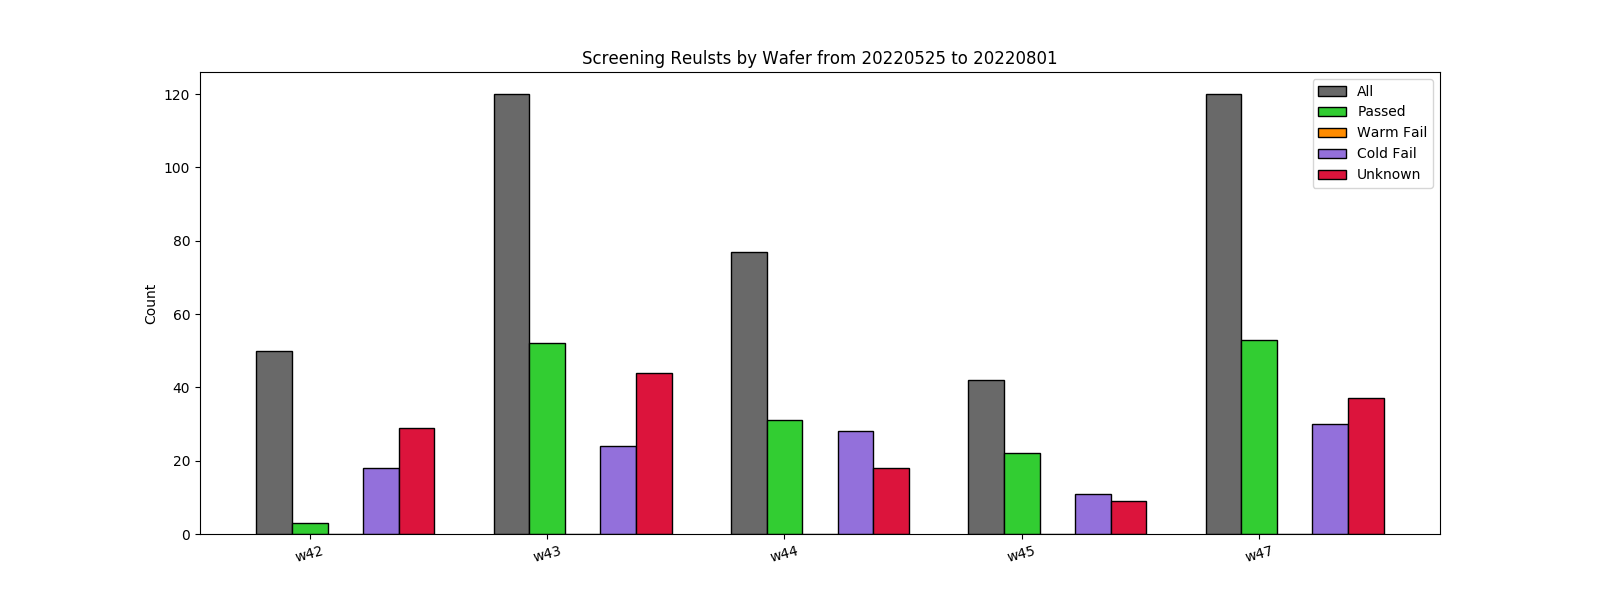 Screening Reulsts by Wafer from 20220525 to 20220801
All
Passed
Warm Fail
Cold Fail
Unknown
Count
120
100
80
60
40
20
0
w42
w43
w44
w45
w47